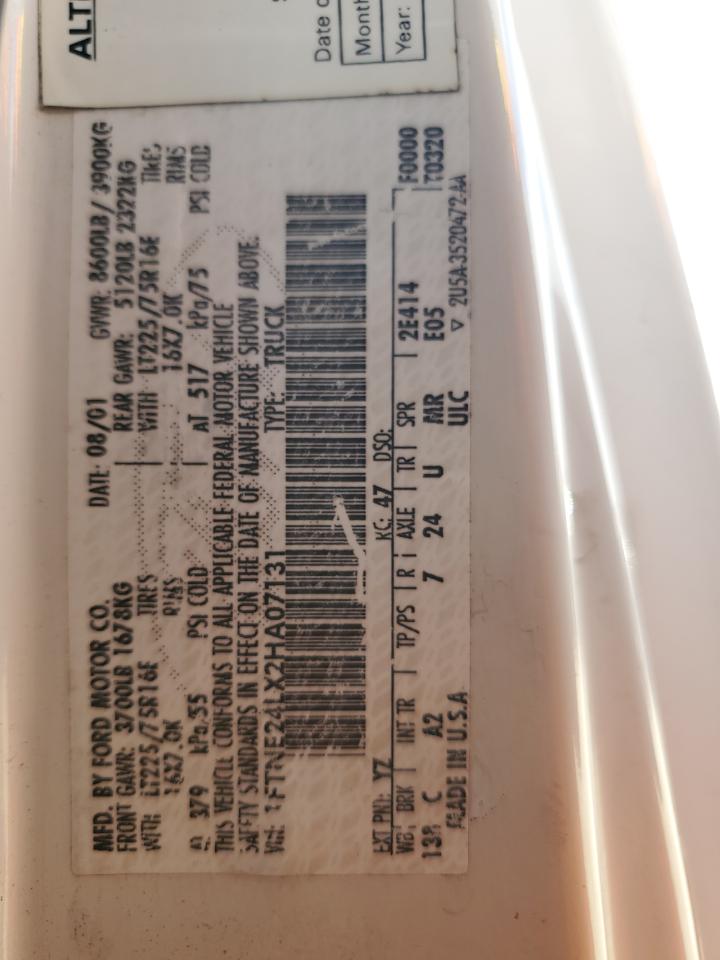 ALT
Date o
Month
Year:
MFD. BY FORD MOTOR CO. DATE: 08/01 GVWR: 8600LB/ 3900KG
FRONT GAWR: 3700LB 1678KG REAR GAWR: 5120LB 2322KG
WITH LT225/75R16E TIRES WITH LT225/75R16E TIRES
16X7.0K RIMS 16X7.0K RIMS
379 kPa/55 PSI COLD AT 517 kPa/75 PSI COLD
THIS VEHICLE CONFORMS TO ALL APPLICABLE FEDERAL MOTOR VEHICLE
SAFETY STANDARDS IN EFFECT ON THE DATE OF MANUFACTURE SHOWN ABOVE.
VIN: 1FTNE24LX2HA07131 TYPE: TRUCK
EXT PNT: YZ KC: 47 DSO: F0000
WB BRK INT TR TP/PS R AXLE TR SPR 2E414 T0320
138 C A2 7 24 U MR E05
MADE IN U.S.A ULC ▽ 2U5A-3520472-AA